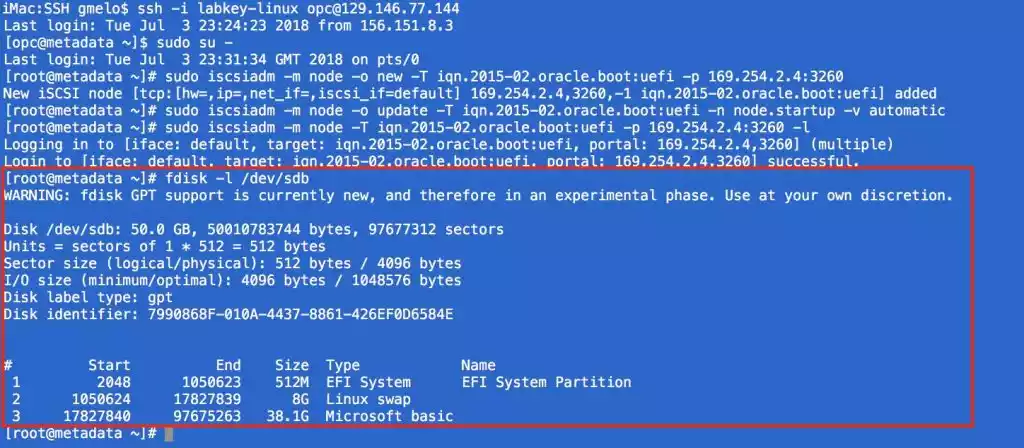 iMac:SSH gmelo$ ssh -i labkey-linux opc@129.146.77.144
Last login: Tue Jul  3 23:24:23 2018 from 156.151.8.3
[opc@metadata ~]$ sudo su -
Last login: Tue Jul  3 23:31:34 GMT 2018 on pts/0
[root@metadata ~]# sudo iscsiadm -m node -o new -T iqn.2015-02.oracle.boot:uefi -p 169.254.2.4:3260
New iSCSI node [tcp:[hw=,ip=,net_if=,iscsi_if=default] 169.254.2.4,3260,-1 iqn.2015-02.oracle.boot:uefi] added
[root@metadata ~]# sudo iscsiadm -m node -o update -T iqn.2015-02.oracle.boot:uefi -n node.startup -v automatic
[root@metadata ~]# sudo iscsiadm -m node -T iqn.2015-02.oracle.boot:uefi -p 169.254.2.4:3260 -l
Logging in to [iface: default, target: iqn.2015-02.oracle.boot:uefi, portal: 169.254.2.4,3260] (multiple)
Login to [iface: default, target: iqn.2015-02.oracle.boot:uefi, portal: 169.254.2.4,3260] successful.
[root@metadata ~]# fdisk -l /dev/sdb
WARNING: fdisk GPT support is currently new, and therefore in an experimental phase. Use at your own discretion.
Disk /dev/sdb: 50.0 GB, 50010783744 bytes, 97677312 sectors
Units = sectors of 1 * 512 = 512 bytes
Sector size (logical/physical): 512 bytes / 4096 bytes
I/O size (minimum/optimal): 4096 bytes / 1048576 bytes
Disk label type: gpt
Disk identifier: 7990868F-010A-4437-8861-426EF0D6584E
#         Start          End    Size  Type            Name
 1         2048      1050623    512M  EFI System      EFI System Partition
 2      1050624     17827839      8G  Linux swap
 3     17827840     97675263   38.1G  Microsoft basic
[root@metadata ~]#